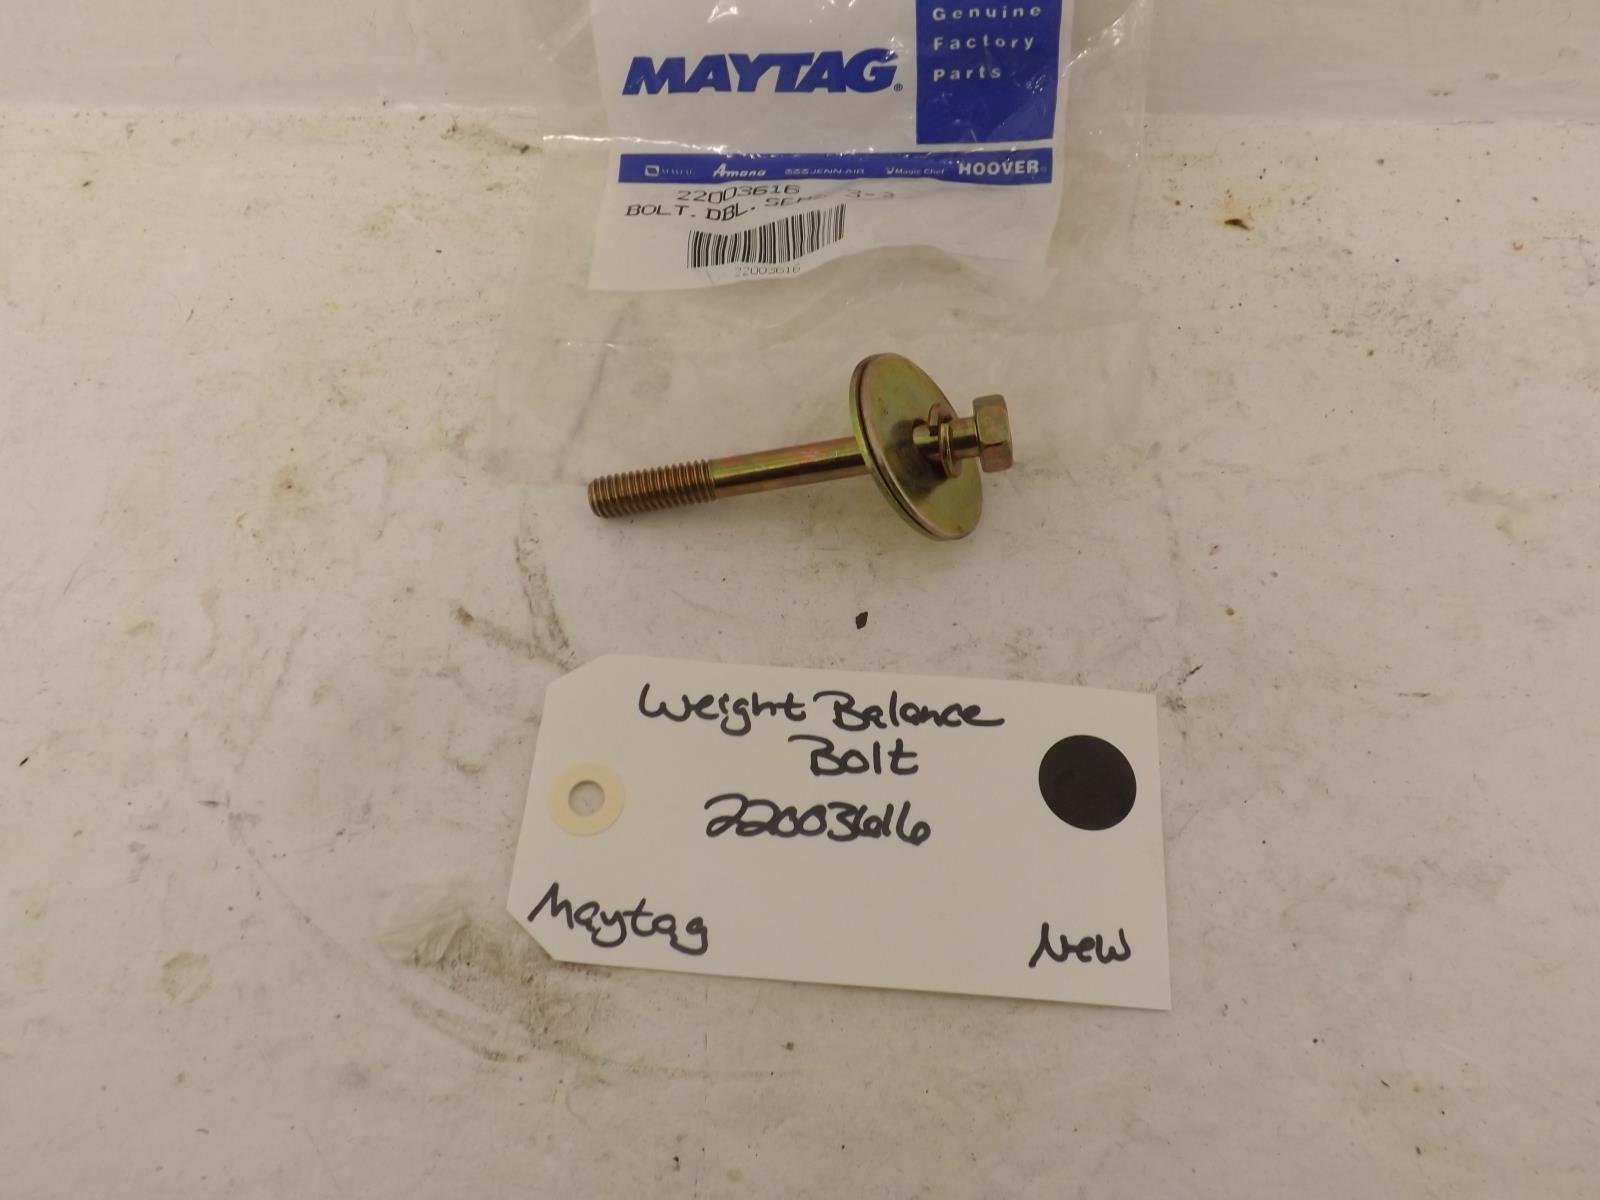 Genuine
MAYTAG® Factory
Parts
MAYTAG Amana JENN-AIR Magic Chef HOOVER
22003616
BOLT. DBL.
22003616
Weight Balance
Bolt
22003616
Maytag New